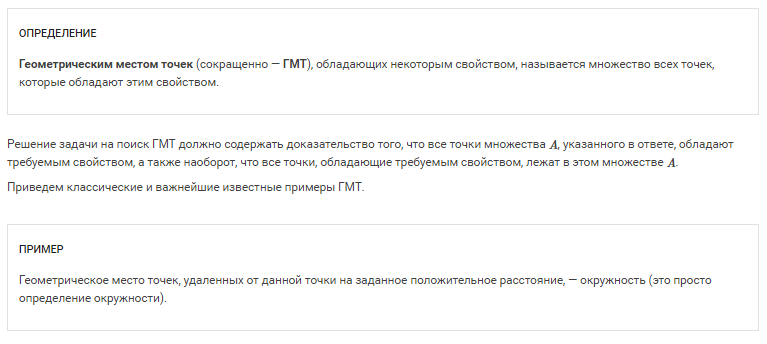 ОПРЕДЕЛЕНИЕ
Геометрическим местом точек (сокращенно — ГМТ), обладающих некоторым свойством, называется множество всех точек,
которые обладают этим свойством.
Решение задачи на поиск ГМТ должно содержать доказательство того, что все точки множества A, указанного в ответе, обладают
требуемым свойством, а также наоборот, что все точки, обладающие требуемым свойством, лежат в этом множестве A.
Приведем классические и важнейшие известные примеры ГМТ.
ПРИМЕР
Геометрическое место точек, удаленных от данной точки на заданное положительное расстояние, — окружность (это просто
определение окружности).